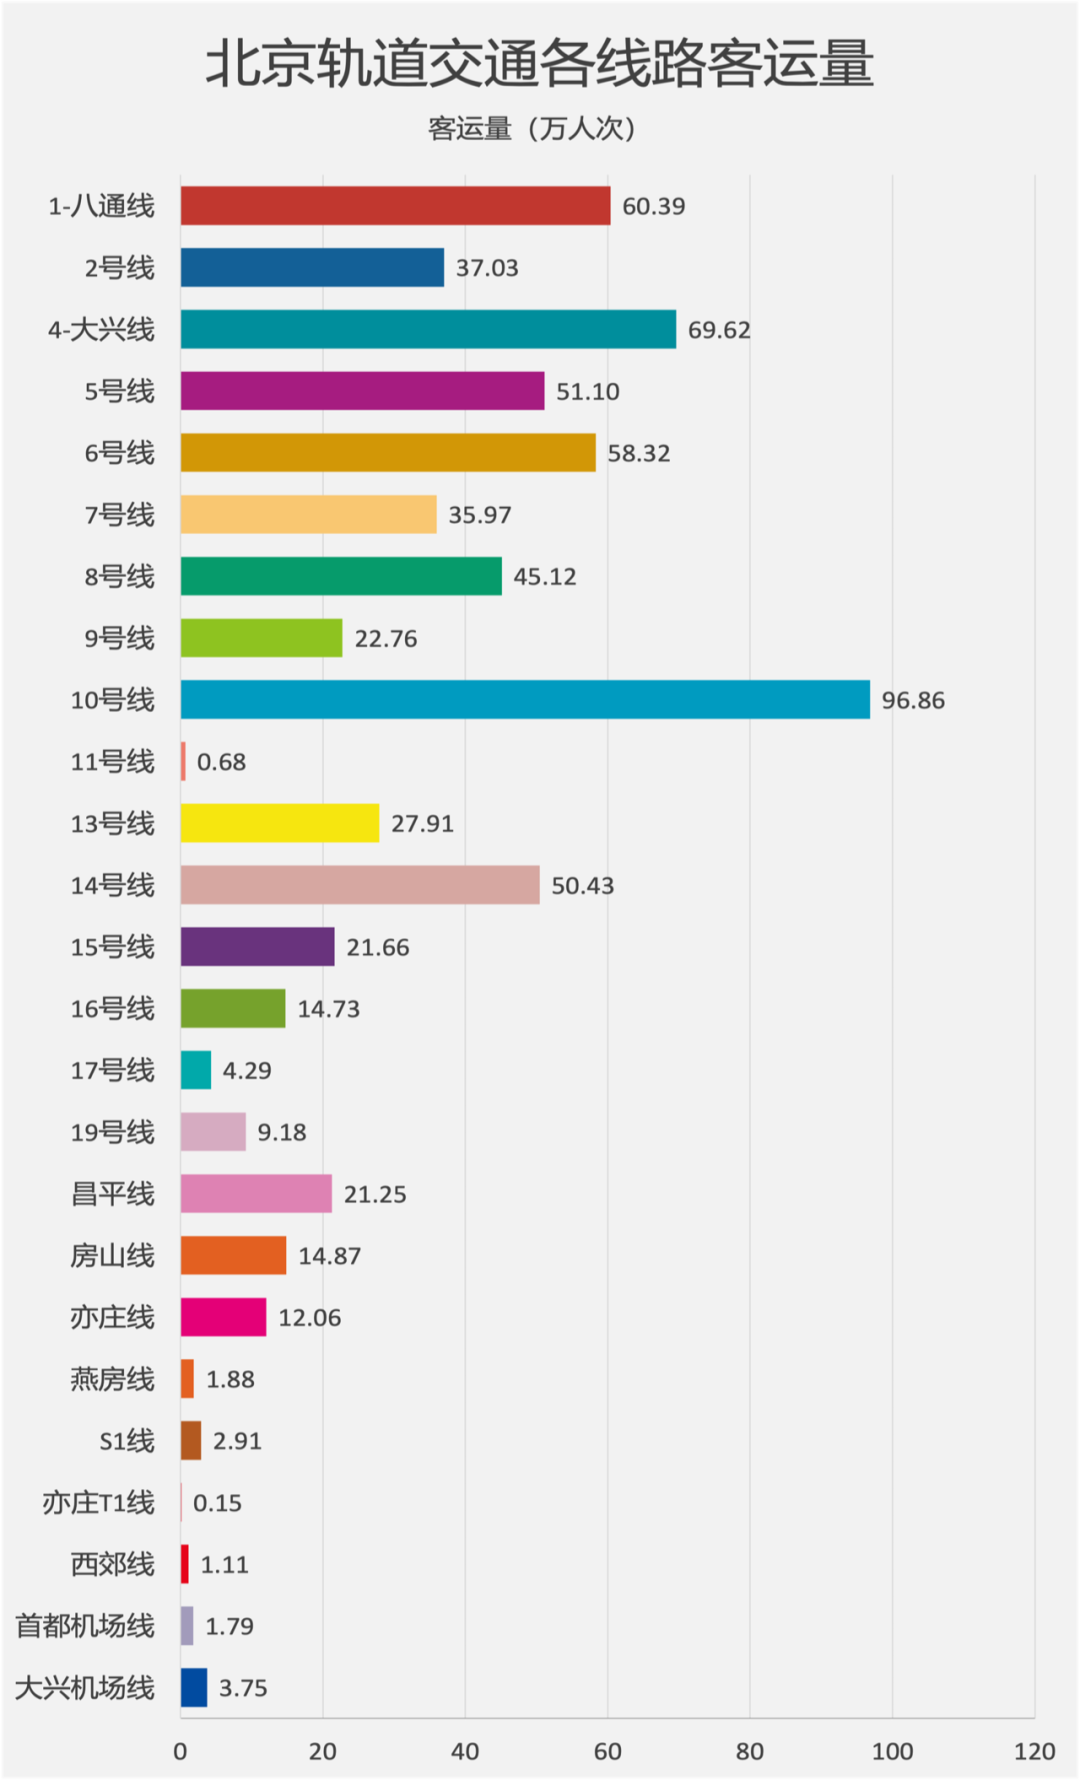 北京轨道交通各线路客运量
客运量（万人次）
1-八通线 60.39
2号线 37.03
4-大兴线 69.62
5号线 51.10
6号线 58.32
7号线 35.97
8号线 45.12
9号线 22.76
10号线 96.86
11号线 0.68
13号线 27.91
14号线 50.43
15号线 21.66
16号线 14.73
17号线 4.29
19号线 9.18
昌平线 21.25
房山线 14.87
亦庄线 12.06
燕房线 1.88
S1线 2.91
亦庄T1线 0.15
西郊线 1.11
首都机场线 1.79
大兴机场线 3.75
0 20 40 60 80 100 120